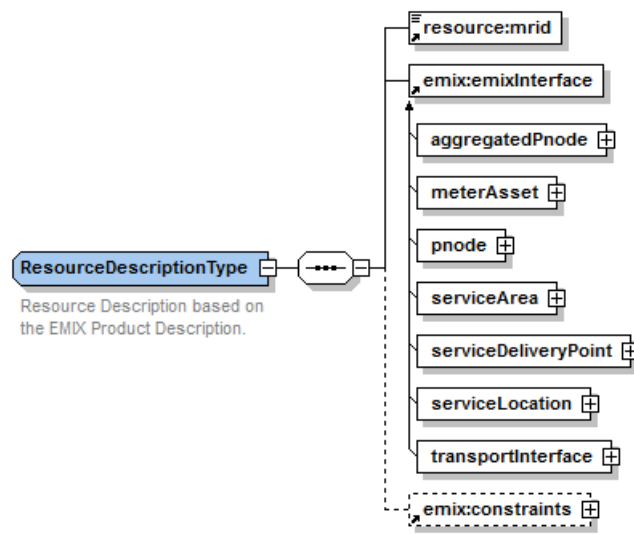 resource:mrid
emix:emixInterface
aggregatedPnode
meterAsset
pnode
ResourceDescriptionType
serviceArea
Resource Description based on
the EMIX Product Description.
serviceDeliveryPoint
serviceLocation
transportInterface
emix:constraints